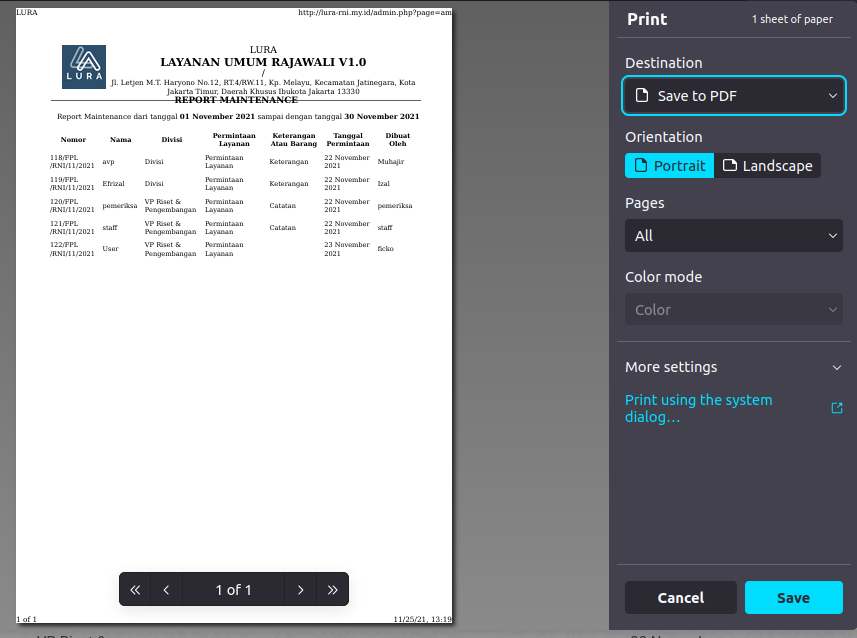 LURA http://lura-rni.my.id/admin.php?page=am
LURA
LURA
LAYANAN UMUM RAJAWALI V1.0
/
Jl. Letjen M.T. Haryono No.12, RT.4/RW.11, Kp. Melayu, Kecamatan Jatinegara, Kota
Jakarta Timur, Daerah Khusus Ibukota Jakarta 13330
REPORT MAINTENANCE
Report Maintenance dari tanggal 01 November 2021 sampai dengan tanggal 30 November 2021
Nomor Nama Divisi Permintaan Layanan Keterangan Atau Barang Tanggal Permintaan Dibuat Oleh
118/FPL /RNI/11/2021 avp Divisi Permintaan Layanan Keterangan 22 November 2021 Muhajir
119/FPL /RNI/11/2021 Efrizal Divisi Permintaan Layanan Keterangan 22 November 2021 Izal
120/FPL /RNI/11/2021 pemeriksa VP Riset & Pengembangan Permintaan Layanan Catatan 22 November 2021 pemeriksa
121/FPL /RNI/11/2021 staff VP Riset & Pengembangan Permintaan Layanan Catatan 22 November 2021 staff
122/FPL /RNI/11/2021 User VP Riset & Pengembangan Permintaan Layanan 23 November 2021 ficko
« ‹ 1 of 1 › »
1 of 1 11/25/21, 13:19
Print 1 sheet of paper
Destination
Save to PDF
Orientation
Portrait Landscape
Pages
All
Color mode
Color
More settings
Print using the system
dialog…
Cancel Save